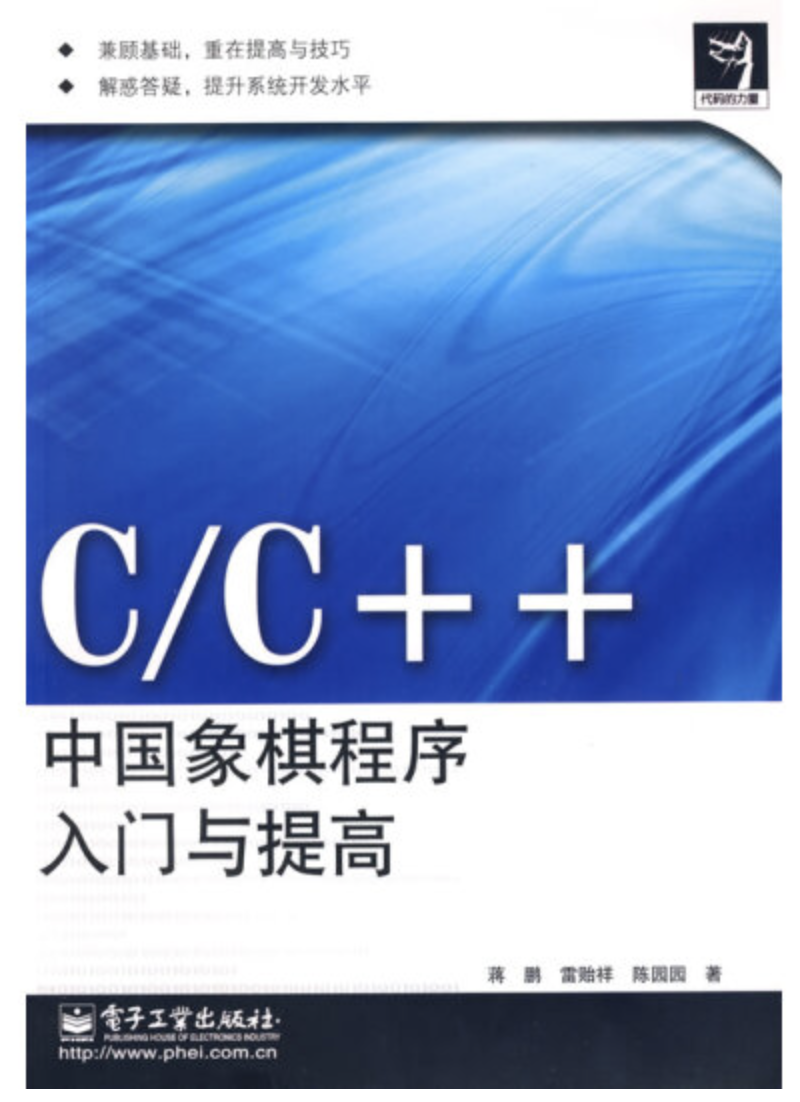 ◆ 兼顾基础，重在提高与技巧
◆ 解惑答疑，提升系统开发水平
代码的力量
C/C++
中国象棋程序
入门与提高
蒋 鹏 雷贻祥 陈园园 著
電子工業出版社·
PUBLISHING HOUSE OF ELECTRONICS INDUSTRY
http://www.phei.com.cn